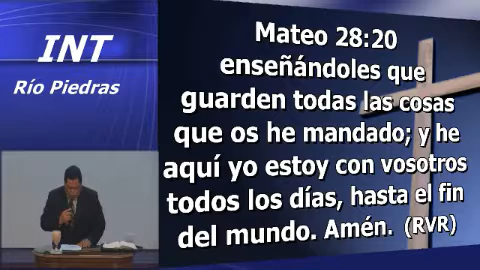 INT
Río Piedras
Mateo 28:20
enseñándoles que
guarden todas las cosas
que os he mandado; y he
aquí yo estoy con vosotros
todos los días, hasta el fin
del mundo. Amén. (RVR)